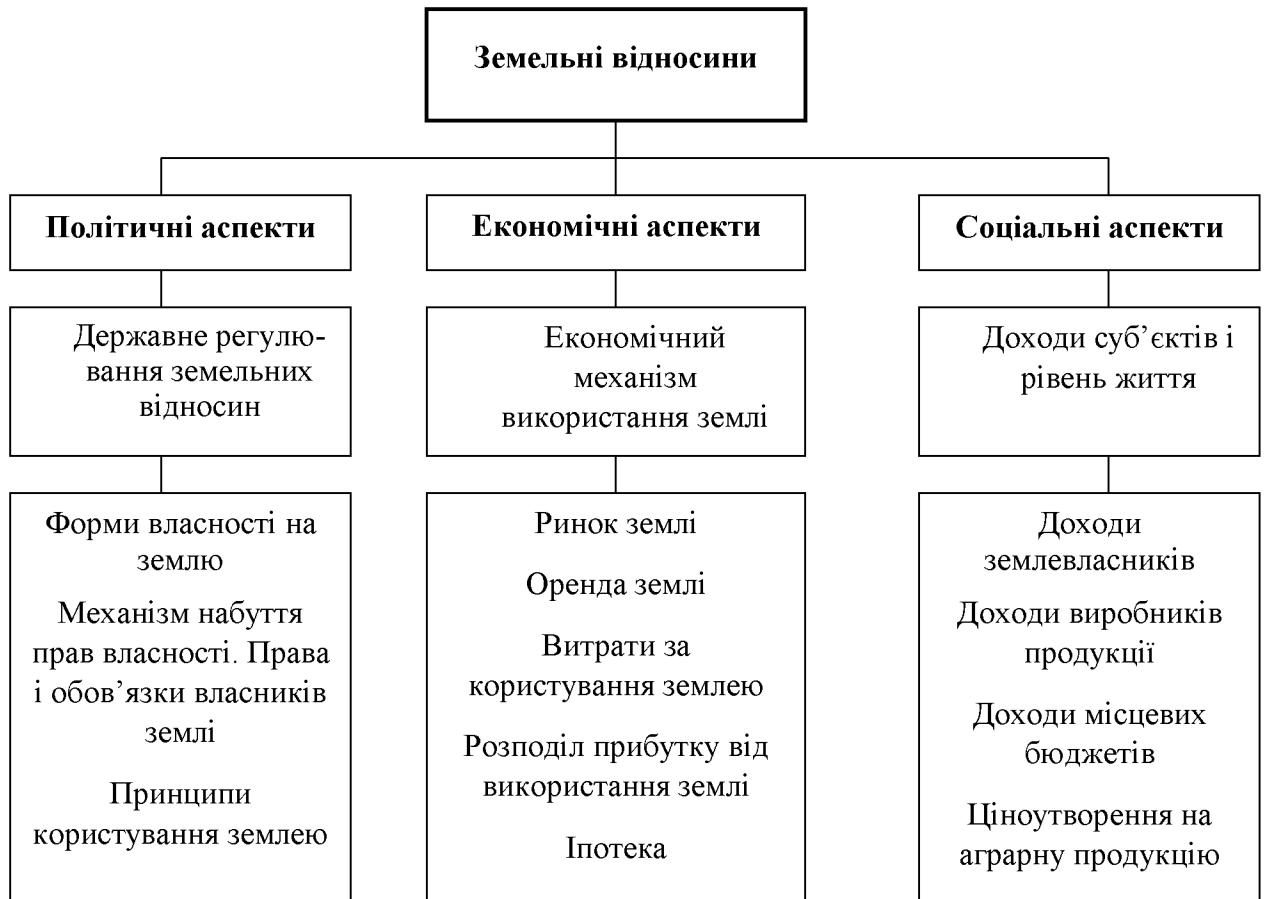 Земельні відносини
Політичні аспекти
Економічні аспекти
Соціальні аспекти
Державне регулю-
вання земельних
відносин
Економічний
механізм
використання землі
Доходи суб’єктів і
рівень життя
Форми власності на
землю
Механізм набуття
прав власності. Права
і обов’язки власників
землі
Принципи
користування землею
Ринок землі
Оренда землі
Витрати за
користування землею
Розподіл прибутку від
використання землі
Іпотека
Доходи
землевласників
Доходи виробників
продукції
Доходи місцевих
бюджетів
Ціноутворення на
аграрну продукцію